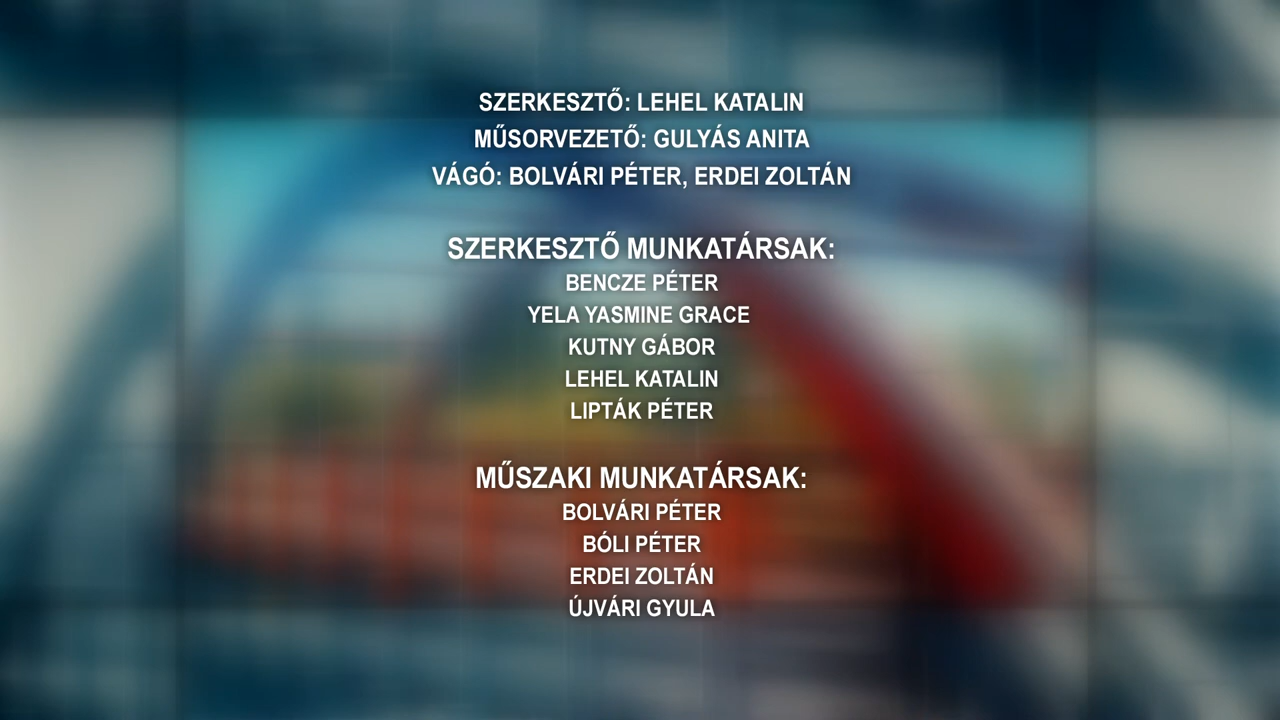 SZERKESZTŐ: LEHEL KATALIN
MŰSORVEZETŐ: GULYÁS ANITA
VÁGÓ: BOLVÁRI PÉTER, ERDEI ZOLTÁN
SZERKESZTŐ MUNKATÁRSAK:
BENCZE PÉTER
YELA YASMINE GRACE
KUTNY GÁBOR
LEHEL KATALIN
LIPTÁK PÉTER
MŰSZAKI MUNKATÁRSAK:
BOLVÁRI PÉTER
BÓLI PÉTER
ERDEI ZOLTÁN
ÚJVÁRI GYULA